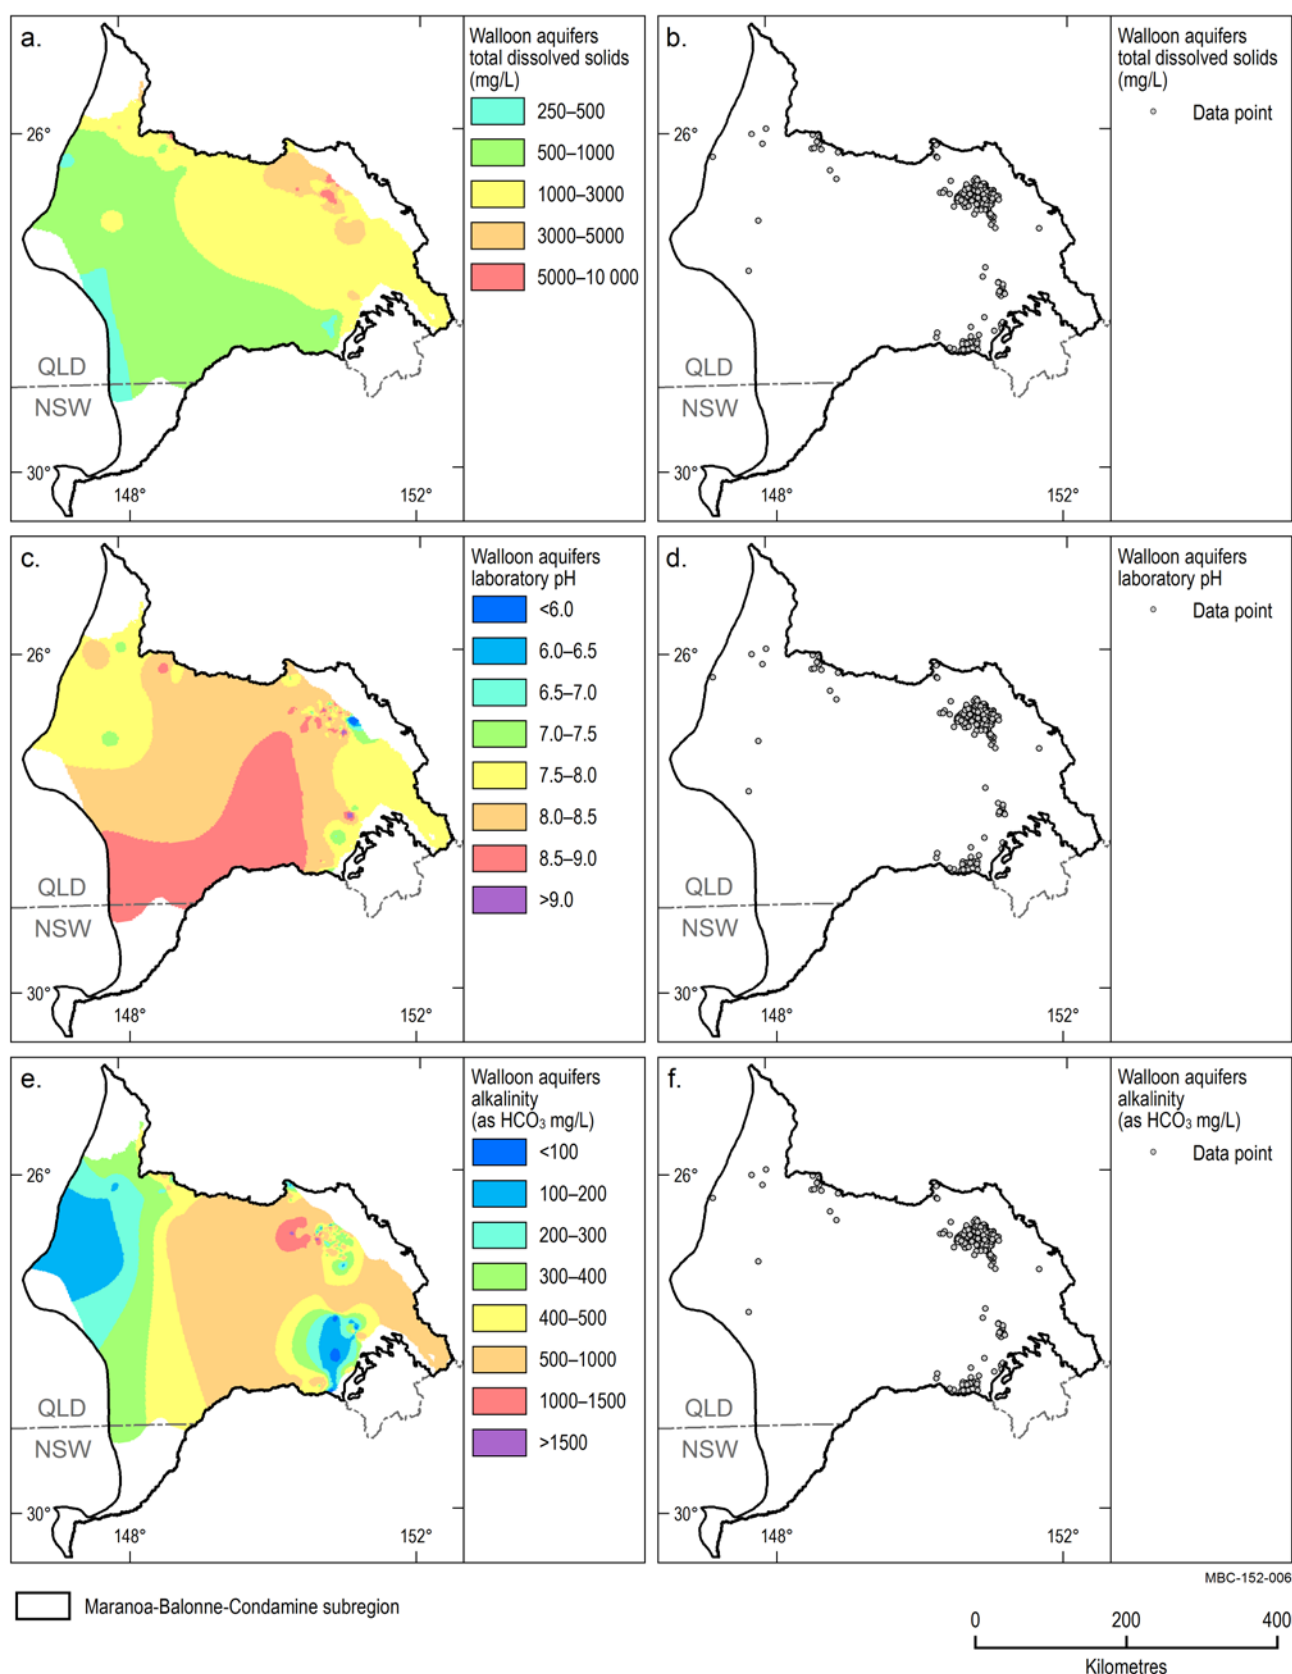 a.
Walloon aquifers
total dissolved solids
(mg/L)
250–500
500–1000
1000–3000
3000–5000
5000–10 000
26°
QLD
NSW
30°
148°
152°
b.
Walloon aquifers
total dissolved solids
(mg/L)
Data point
26°
QLD
NSW
30°
148°
152°
c.
Walloon aquifers
laboratory pH
<6.0
6.0–6.5
6.5–7.0
7.0–7.5
7.5–8.0
8.0–8.5
8.5–9.0
>9.0
26°
QLD
NSW
30°
148°
152°
d.
Walloon aquifers
laboratory pH
Data point
26°
QLD
NSW
30°
148°
152°
e.
Walloon aquifers
alkalinity
(as HCO₃ mg/L)
<100
100–200
200–300
300–400
400–500
500–1000
1000–1500
>1500
26°
QLD
NSW
30°
148°
152°
f.
Walloon aquifers
alkalinity
(as HCO₃ mg/L)
Data point
26°
QLD
NSW
30°
148°
152°
MBC-152-006
Maranoa-Balonne-Condamine subregion
0 200 400
Kilometres